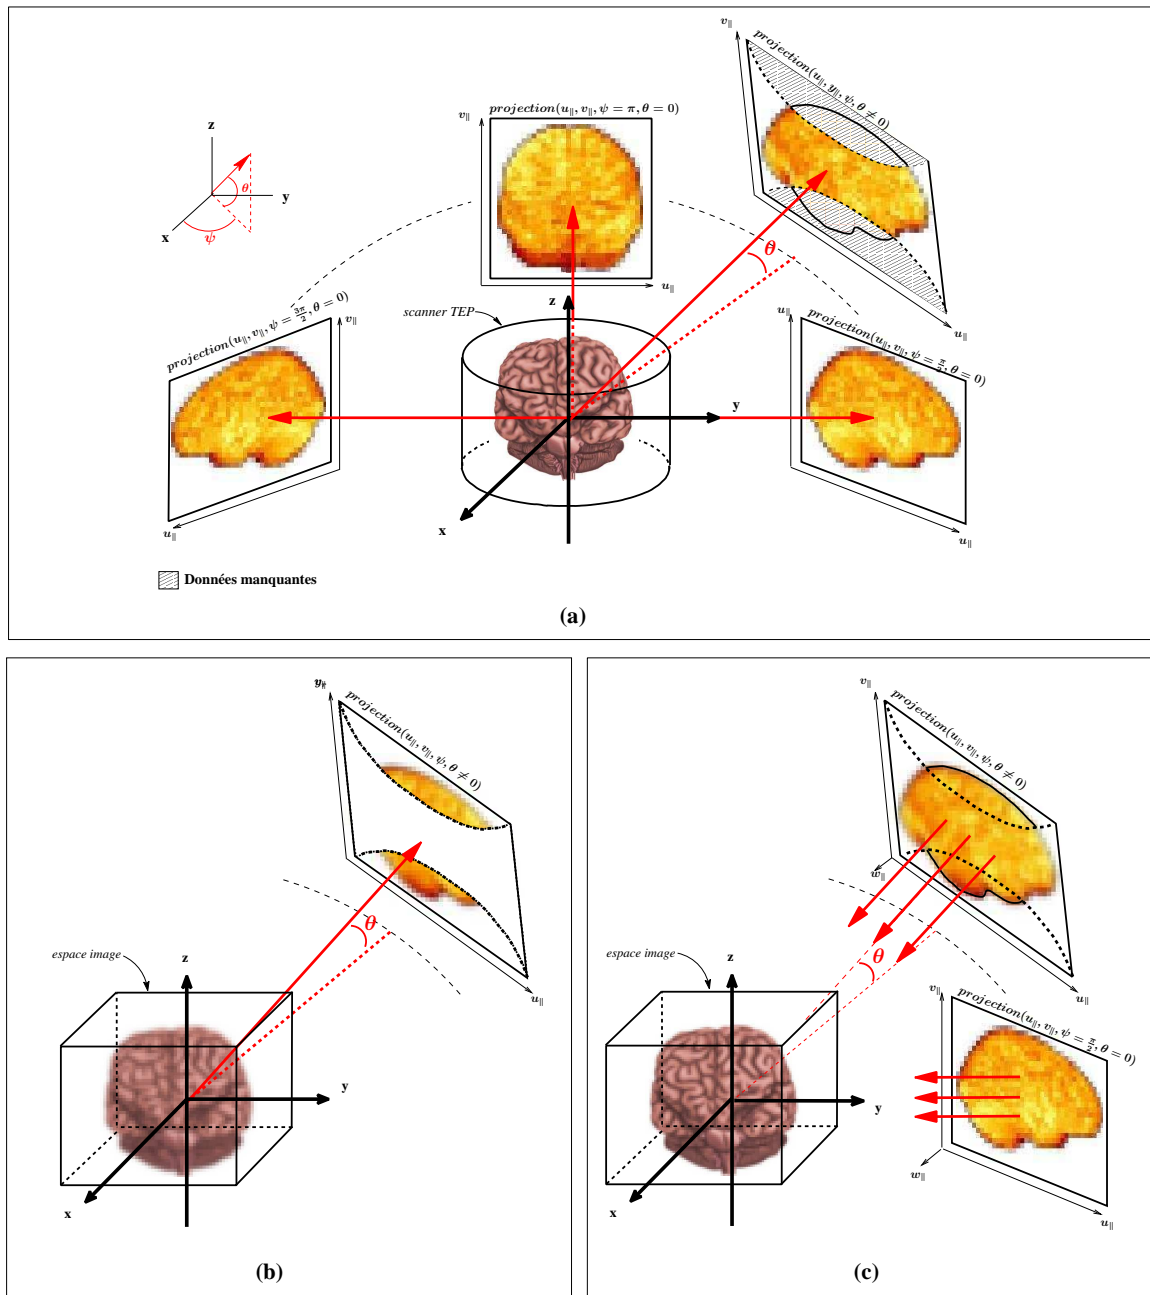 v∥
projection(u∥, y∥, ψ, θ ≠ 0)
u∥
v∥
projection(u∥, v∥, ψ = π, θ = 0)
u∥
z
θ
y
x
ψ
θ
z
scanner TEP
projection(u∥, v∥, ψ = 3π/2, θ = 0)
v∥
u∥
u∥
projection(u∥, v∥, ψ = π/2, θ = 0)
u∥
y
x
Données manquantes
(a)
projection(u∥, v∥, ψ, θ ≠ 0)
u∥
θ
espace image
z
y
x
(b)
v∥
projection(u∥, v∥, ψ, θ ≠ 0)
w∥
u∥
θ
espace image
z
y
x
v∥
projection(u∥, v∥, ψ = π/2, θ = 0)
w∥
u∥
(c)